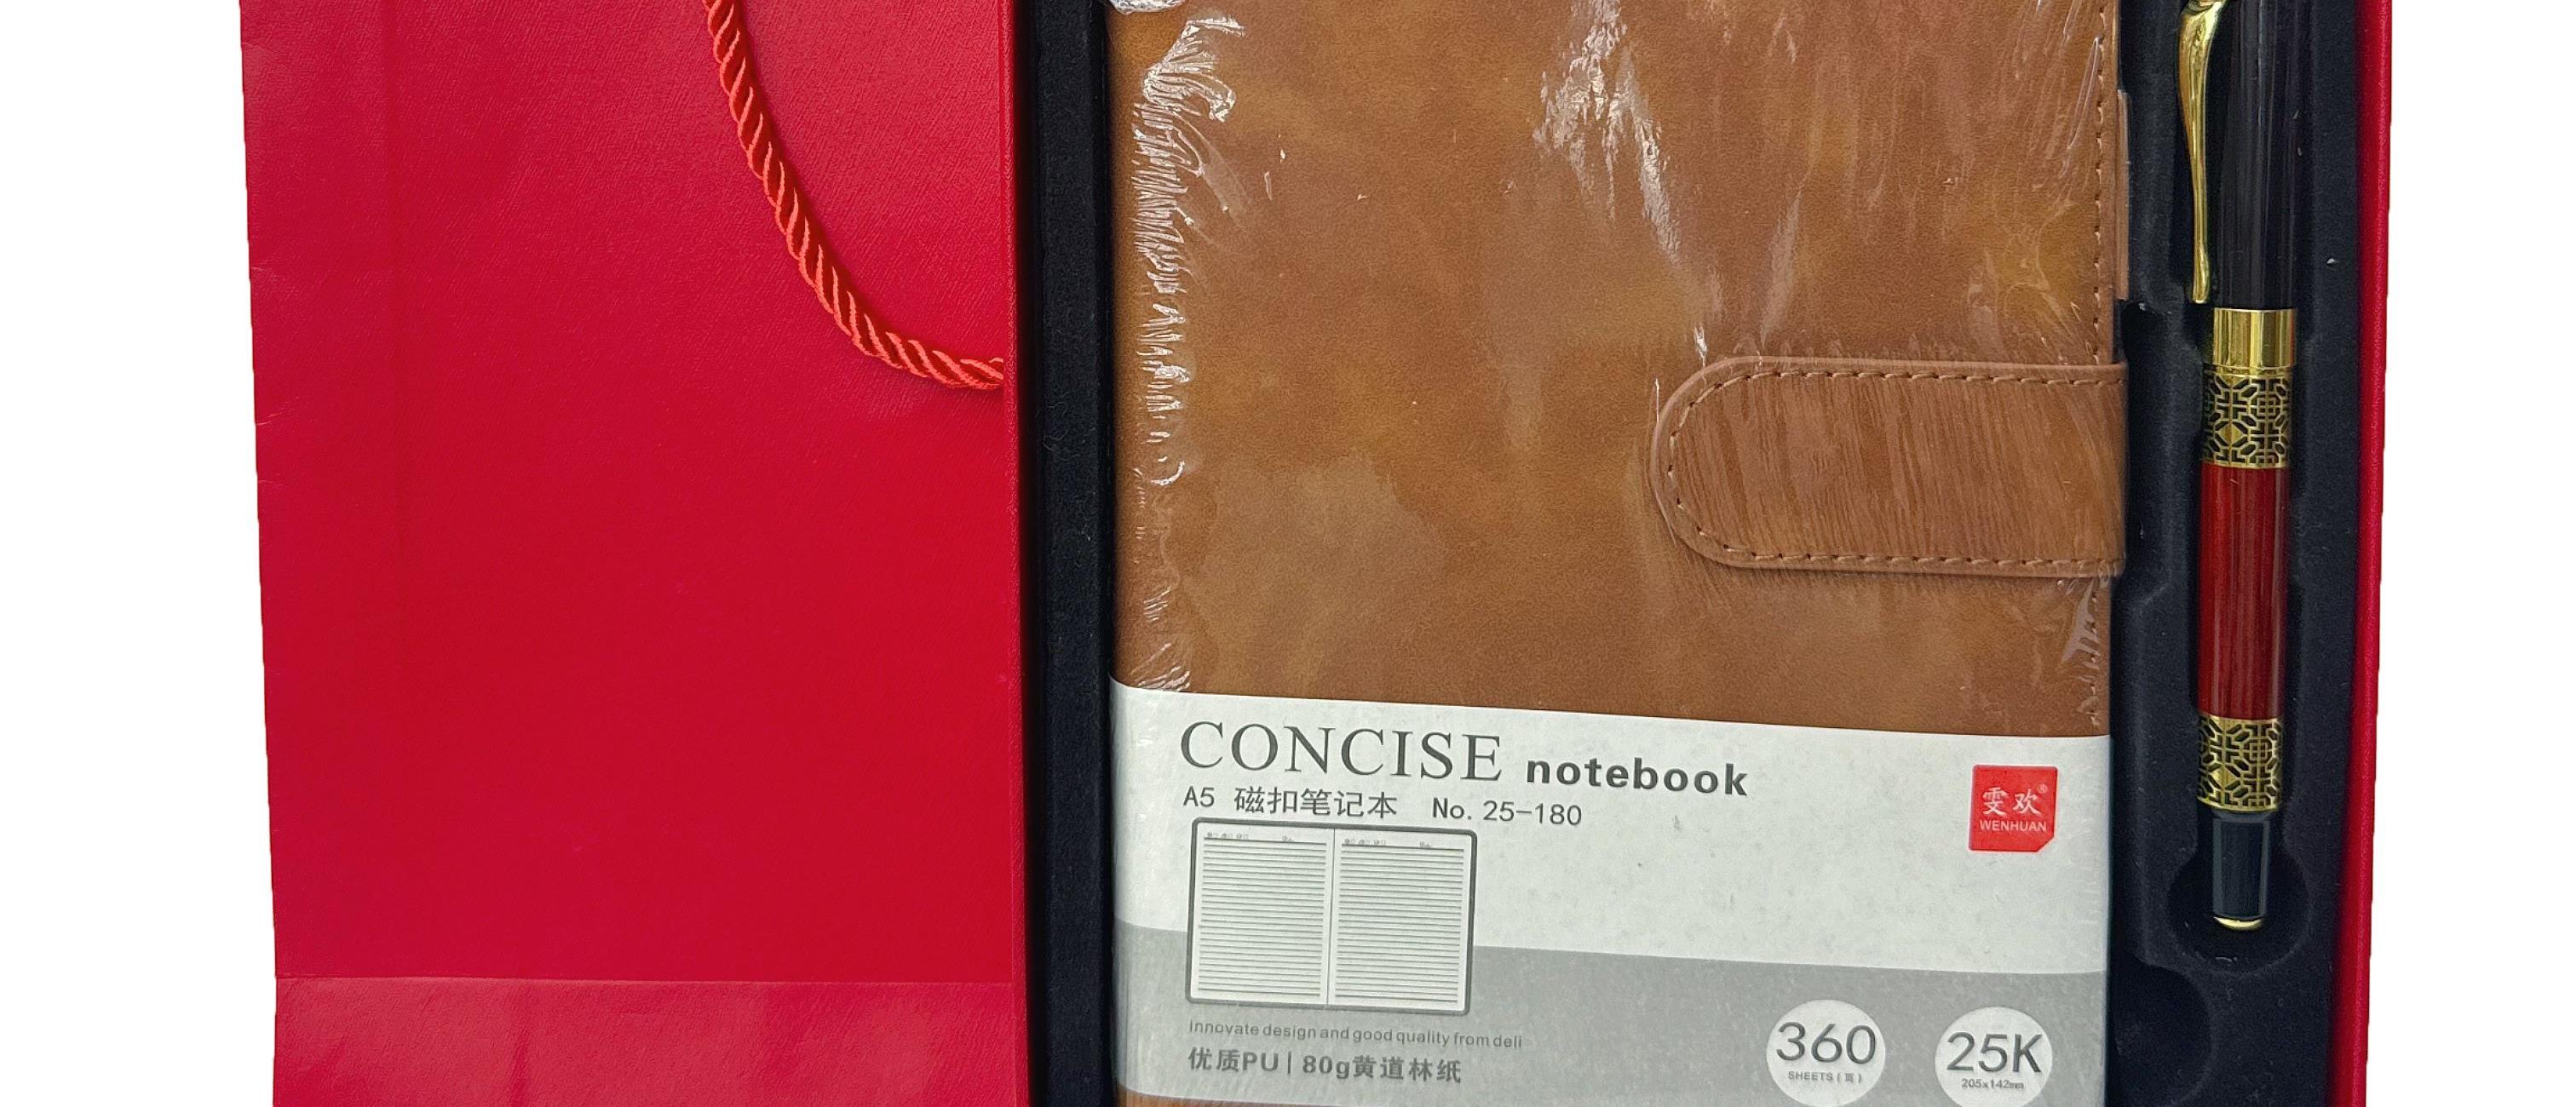 CONCISE notebook
A5 磁扣笔记本 No. 25-180
雯欢®
WENHUAN
innovate design and good quality from deli
优质PU | 80g黄道林纸
360
SHEETS (页)
25K
205x142mm